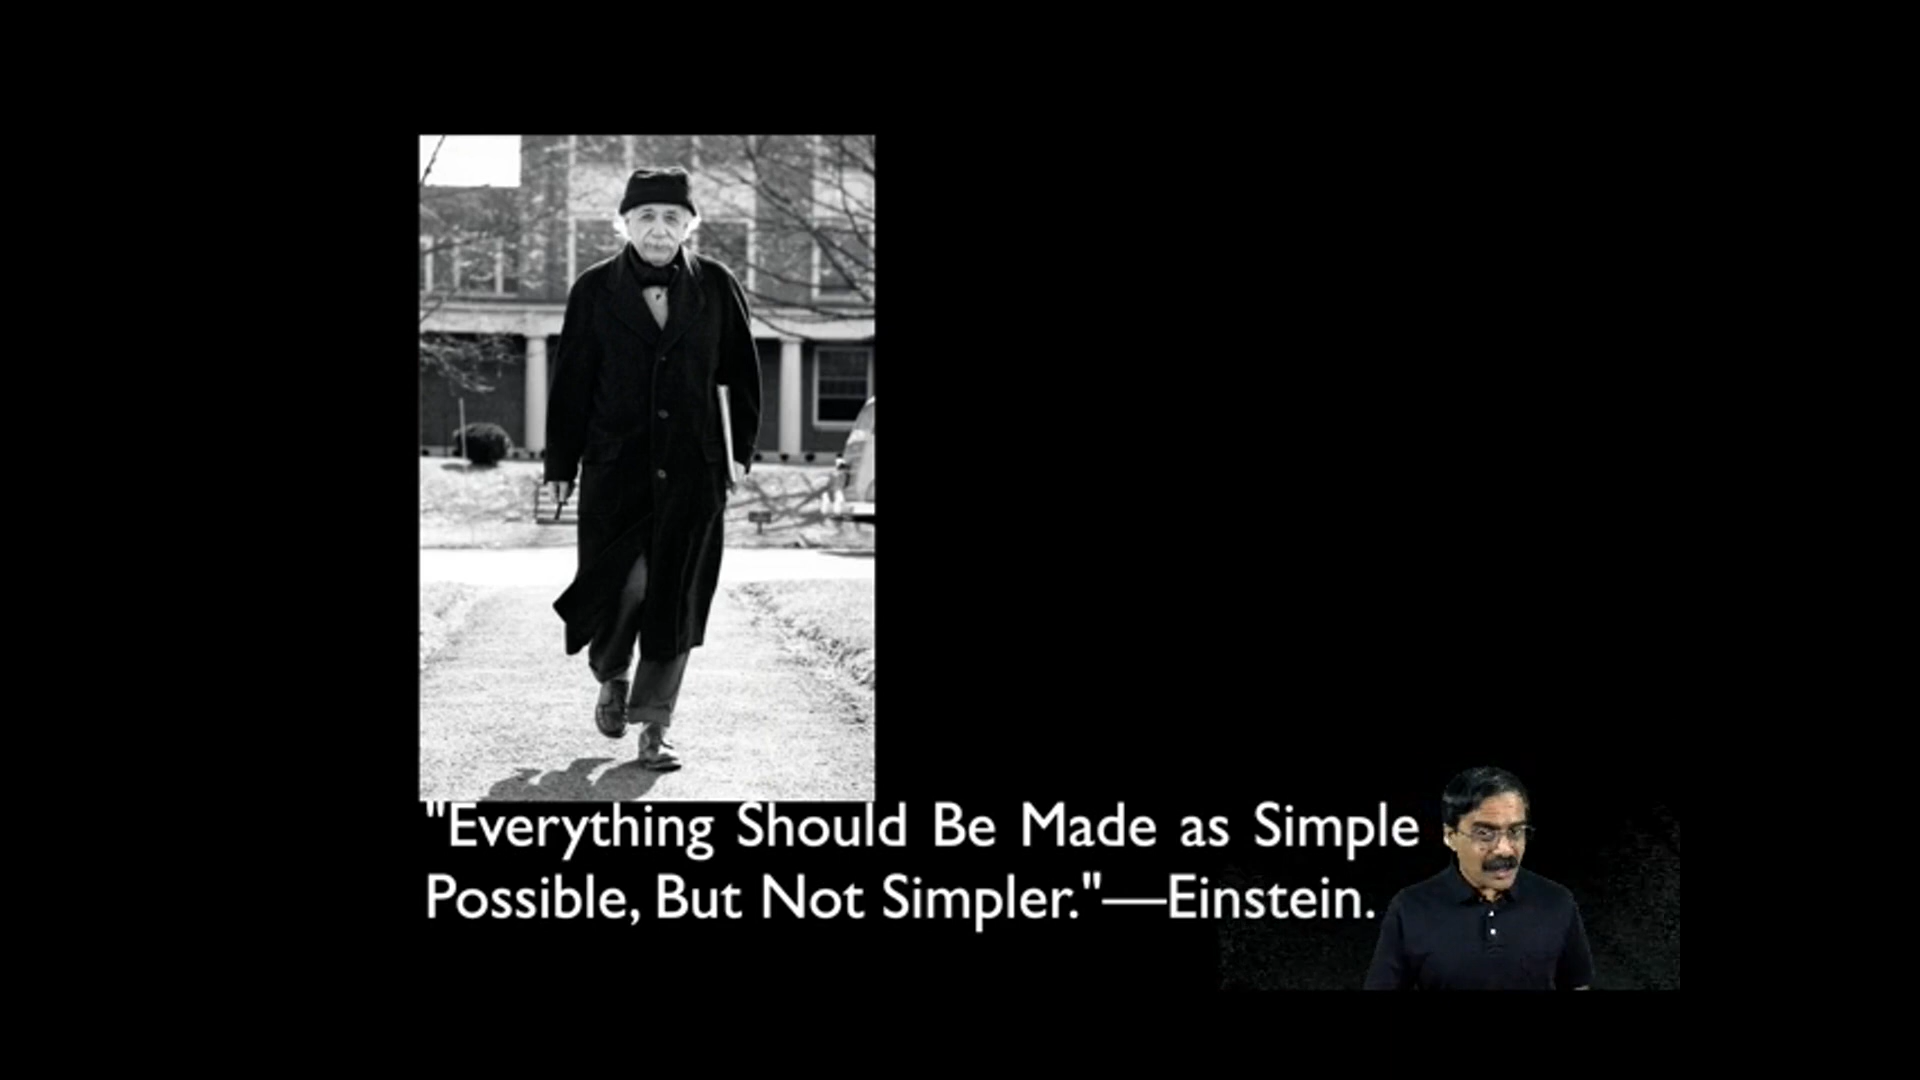 "Everything Should Be Made as Simple
Possible, But Not Simpler."—Einstein.